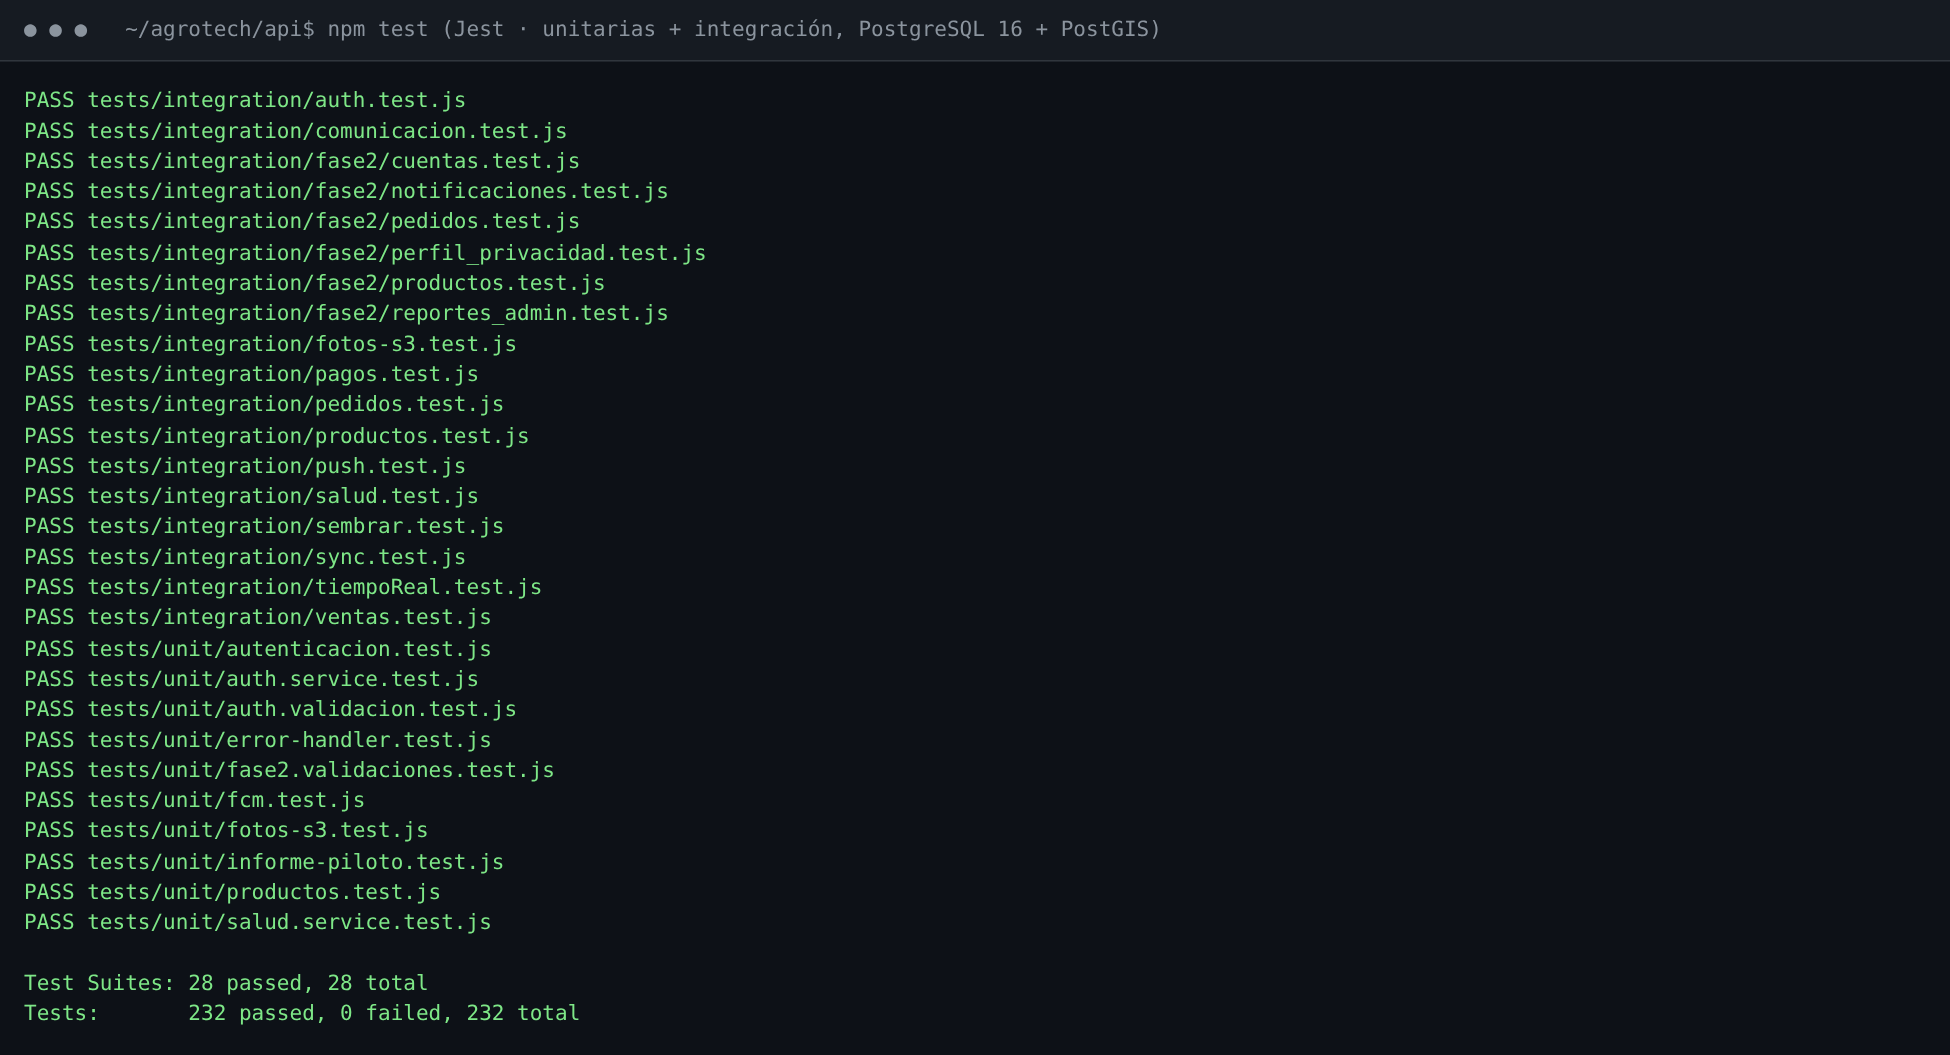 ~/agrotech/api$ npm test (Jest · unitarias + integración, PostgreSQL 16 + PostGIS)
PASS tests/integration/auth.test.js
PASS tests/integration/comunicacion.test.js
PASS tests/integration/fase2/cuentas.test.js
PASS tests/integration/fase2/notificaciones.test.js
PASS tests/integration/fase2/pedidos.test.js
PASS tests/integration/fase2/perfil_privacidad.test.js
PASS tests/integration/fase2/productos.test.js
PASS tests/integration/fase2/reportes_admin.test.js
PASS tests/integration/fotos-s3.test.js
PASS tests/integration/pagos.test.js
PASS tests/integration/pedidos.test.js
PASS tests/integration/productos.test.js
PASS tests/integration/push.test.js
PASS tests/integration/salud.test.js
PASS tests/integration/sembrar.test.js
PASS tests/integration/sync.test.js
PASS tests/integration/tiempoReal.test.js
PASS tests/integration/ventas.test.js
PASS tests/unit/autenticacion.test.js
PASS tests/unit/auth.service.test.js
PASS tests/unit/auth.validacion.test.js
PASS tests/unit/error-handler.test.js
PASS tests/unit/fase2.validaciones.test.js
PASS tests/unit/fcm.test.js
PASS tests/unit/fotos-s3.test.js
PASS tests/unit/informe-piloto.test.js
PASS tests/unit/productos.test.js
PASS tests/unit/salud.service.test.js
Test Suites: 28 passed, 28 total
Tests:       232 passed, 0 failed, 232 total